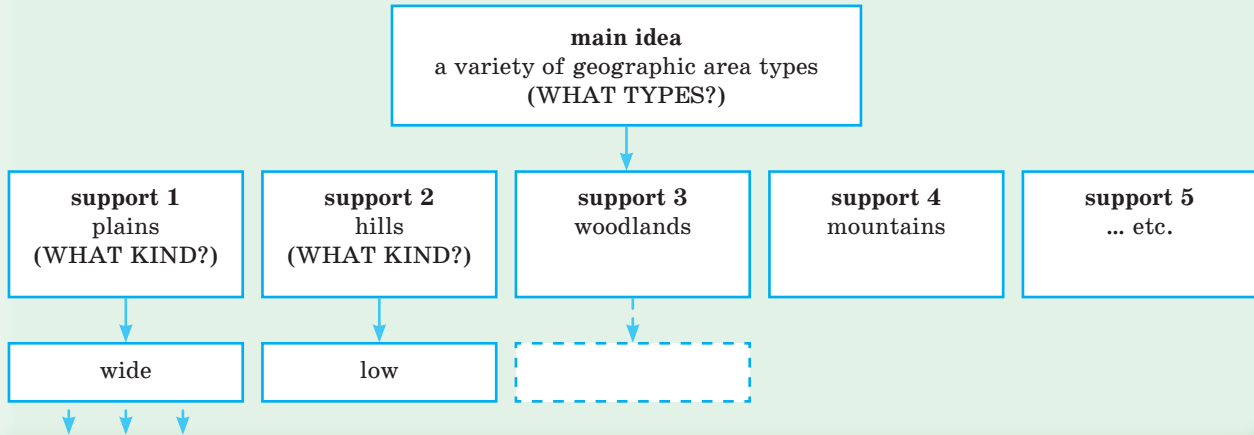 main idea
a variety of geographic area types
(WHAT TYPES?)
support 1
plains
(WHAT KIND?)
support 2
hills
(WHAT KIND?)
support 3
woodlands
support 4
mountains
support 5
... etc.
wide
low